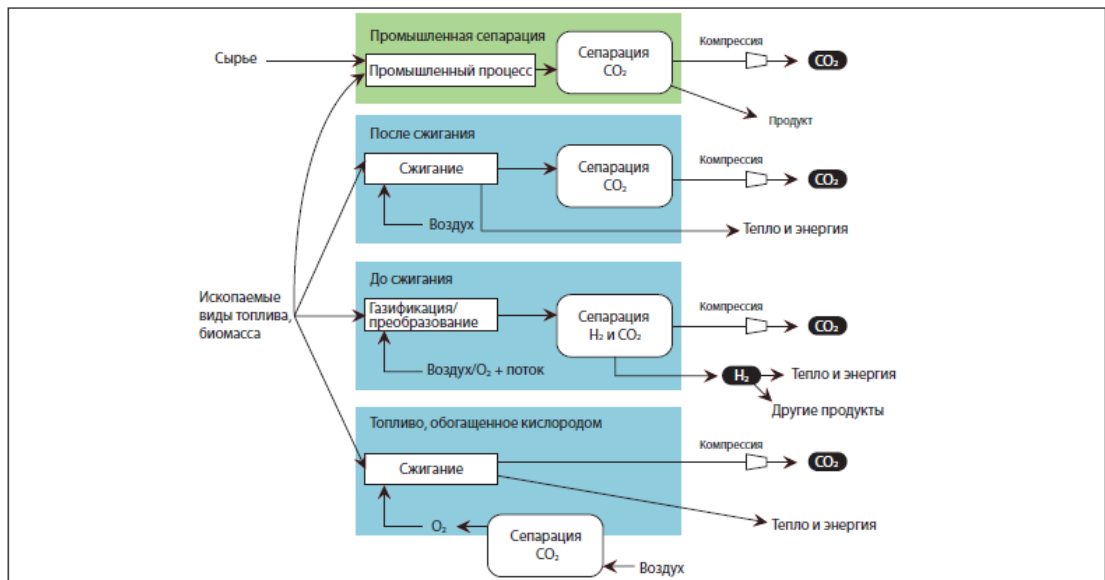 Промышленная сепарация
Сырье
Промышленный процесс
Сепарация
CO₂
Компрессия
CO₂
Продукт
После сжигания
Сжигание
Сепарация
CO₂
Компрессия
CO₂
Воздух
Тепло и энергия
Ископаемые
виды топлива,
биомасса
До сжигания
Газификация/
преобразование
Сепарация
H₂ и CO₂
Компрессия
CO₂
Воздух/O₂ + поток
H₂
Тепло и энергия
Другие продукты
Топливо, обогащенное кислородом
Сжигание
Компрессия
CO₂
O₂
Сепарация
CO₂
Тепло и энергия
Воздух